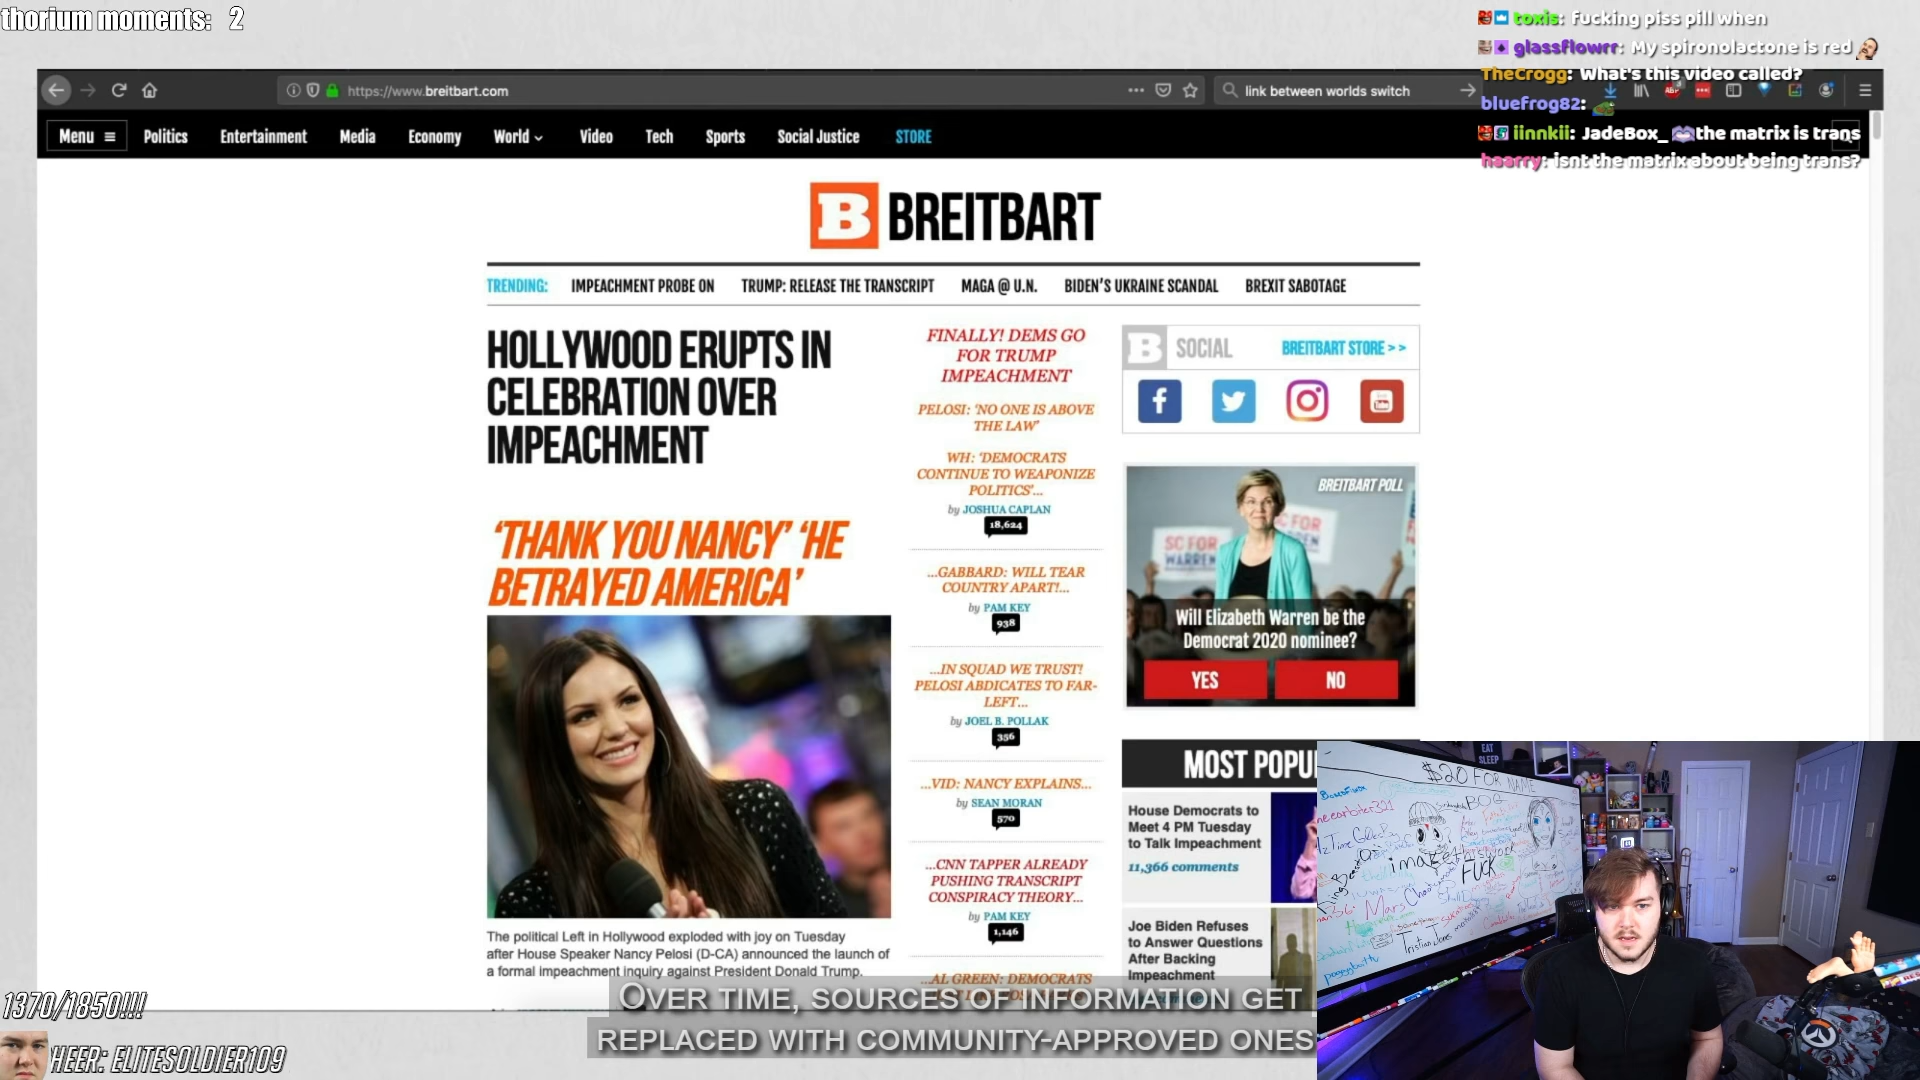 thorium moments: 2
toxis: fucking piss pill when
glassflowrr: My spironolactone is red
TheCrogg: What's this video called?
bluefrog82:
iinnkii: JadeBox_ the matrix is trans
haarry: isnt the matrix about being trans?
https://www.breitbart.com
link between worlds switch
Menu Politics Entertainment Media Economy World Video Tech Sports Social Justice STORE
B BREITBART
TRENDING: IMPEACHMENT PROBE ON TRUMP: RELEASE THE TRANSCRIPT MAGA @ U.N. BIDEN'S UKRAINE SCANDAL BREXIT SABOTAGE
HOLLYWOOD ERUPTS IN
CELEBRATION OVER
IMPEACHMENT
'THANK YOU NANCY' 'HE
BETRAYED AMERICA'
The political Left in Hollywood exploded with joy on Tuesday
after House Speaker Nancy Pelosi (D-CA) announced the launch of
a formal impeachment inquiry against President Donald Trump.
FINALLY! DEMS GO
FOR TRUMP
IMPEACHMENT
PELOSI: 'NO ONE IS ABOVE
THE LAW'
WH: 'DEMOCRATS
CONTINUE TO WEAPONIZE
POLITICS'...
by JOSHUA CAPLAN
18,624
...GABBARD: WILL TEAR
COUNTRY APART!...
by PAM KEY
938
...IN SQUAD WE TRUST!
PELOSI ABDICATES TO FAR-
LEFT...
by JOEL B. POLLAK
356
...VID: NANCY EXPLAINS...
by SEAN MORAN
570
...CNN TAPPER ALREADY
PUSHING TRANSCRIPT
CONSPIRACY THEORY...
by PAM KEY
1,146
...AL GREEN: DEMOCRATS
B SOCIAL BREITBART STORE > >
BREITBART POLL
SC FOR
WARREN
Will Elizabeth Warren be the
Democrat 2020 nominee?
YES NO
MOST POPU
House Democrats to
Meet 4 PM Tuesday
to Talk Impeachment
11,366 comments
Joe Biden Refuses
to Answer Questions
After Backing
Impeachment
EAT
SLEEP
$20 FOR NAME
BOG
FUCK
Mars
Tristan Jones
OVER TIME, SOURCES OF INFORMATION GET
REPLACED WITH COMMUNITY-APPROVED ONES
1370/1850!!!
HEER: ELITESOLDIER109